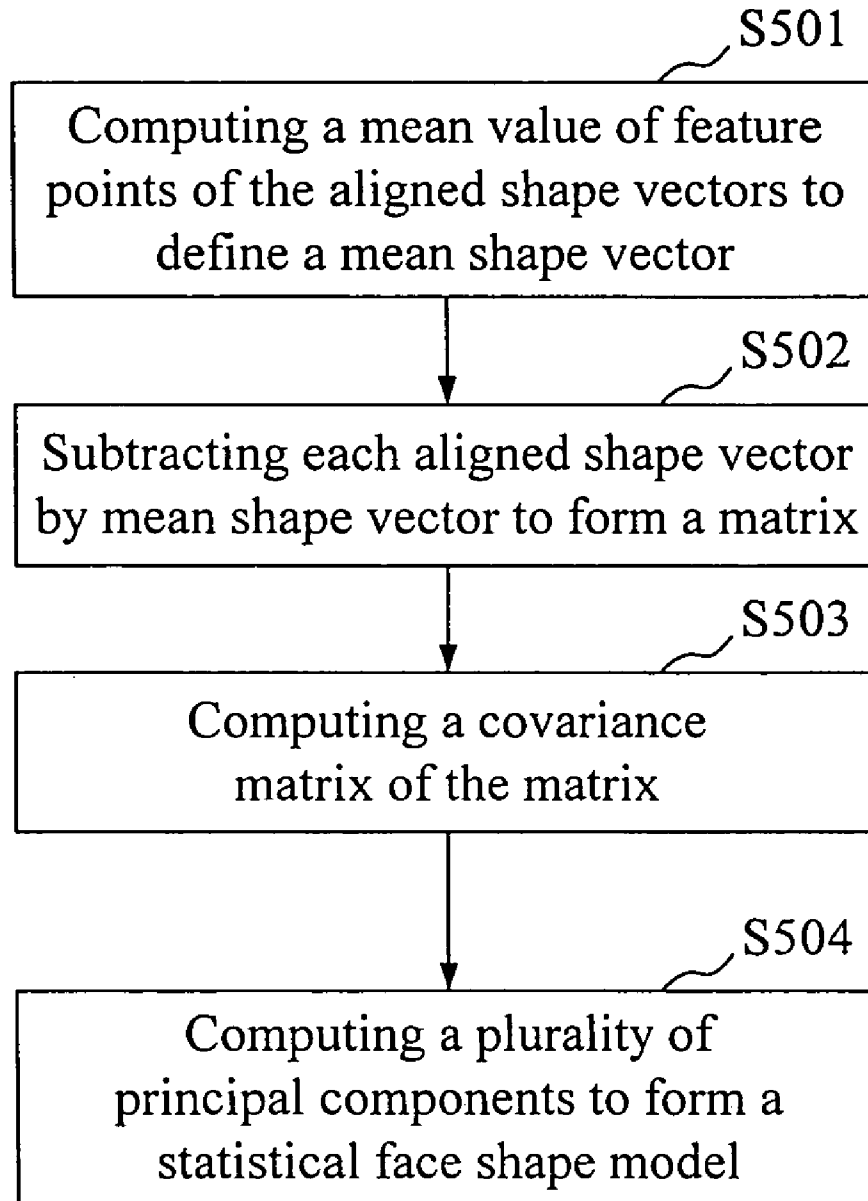 S501
Computing a mean value of feature
points of the aligned shape vectors to
define a mean shape vector
S502
Subtracting each aligned shape vector
by mean shape vector to form a matrix
S503
Computing a covariance
matrix of the matrix
S504
Computing a plurality of
principal components to form a
statistical face shape model